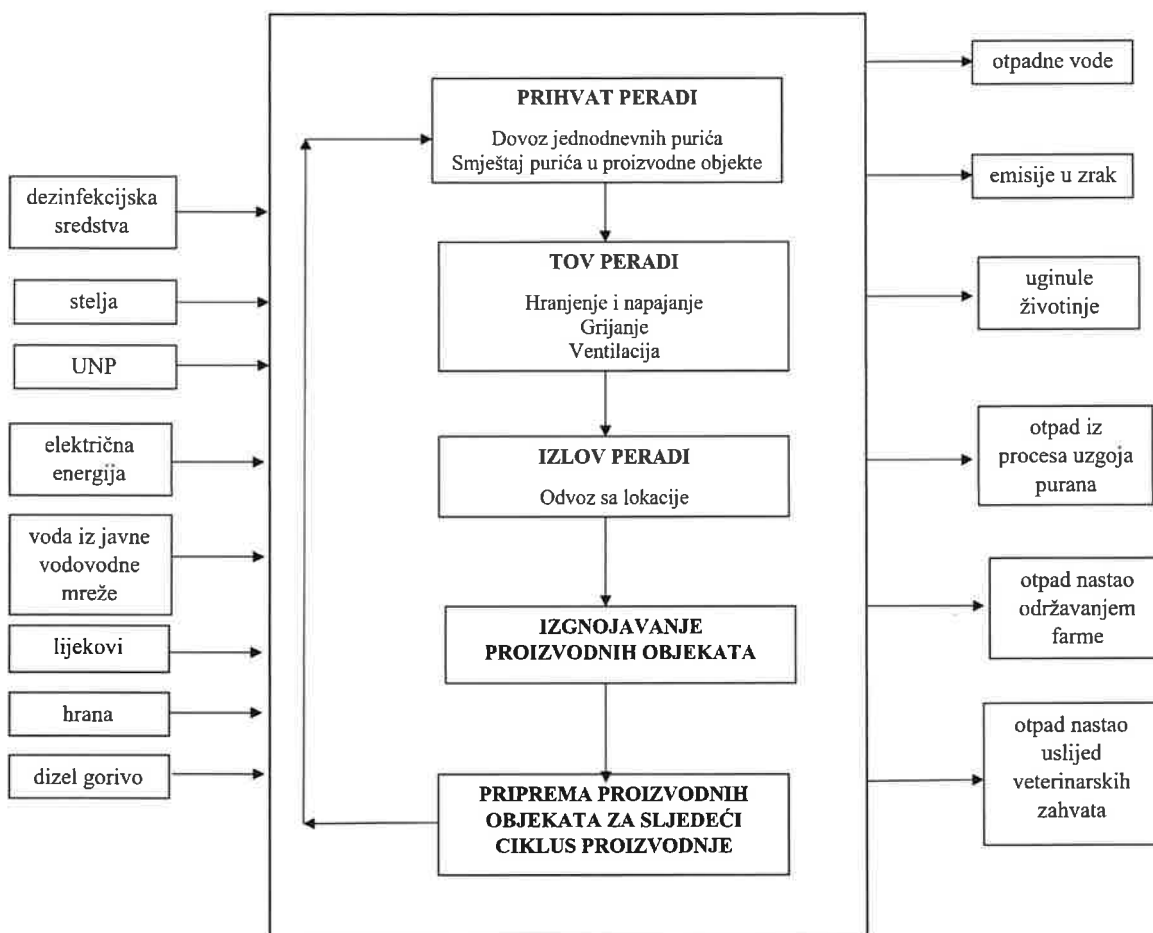 dezinfekcijska
sredstva
stelja
UNP
električna
energija
voda iz javne
vodovodne
mreže
lijekovi
hrana
dizel gorivo
PRIHVAT PERADI
Dovoz jednodnevnih purića
Smještaj purića u proizvodne objekte
TOV PERADI
Hranjenje i napajanje
Grijanje
Ventilacija
IZLOV PERADI
Odvoz sa lokacije
IZGNOJAVANJE
PROIZVODNIH OBJEKATA
PRIPREMA PROIZVODNIH
OBJEKATA ZA SLJEDEĆI
CIKLUS PROIZVODNJE
otpadne vode
emisije u zrak
uginule
životinje
otpad iz
procesa uzgoja
purana
otpad nastao
održavanjem
farme
otpad nastao
uslijed
veterinarskih
zahvata